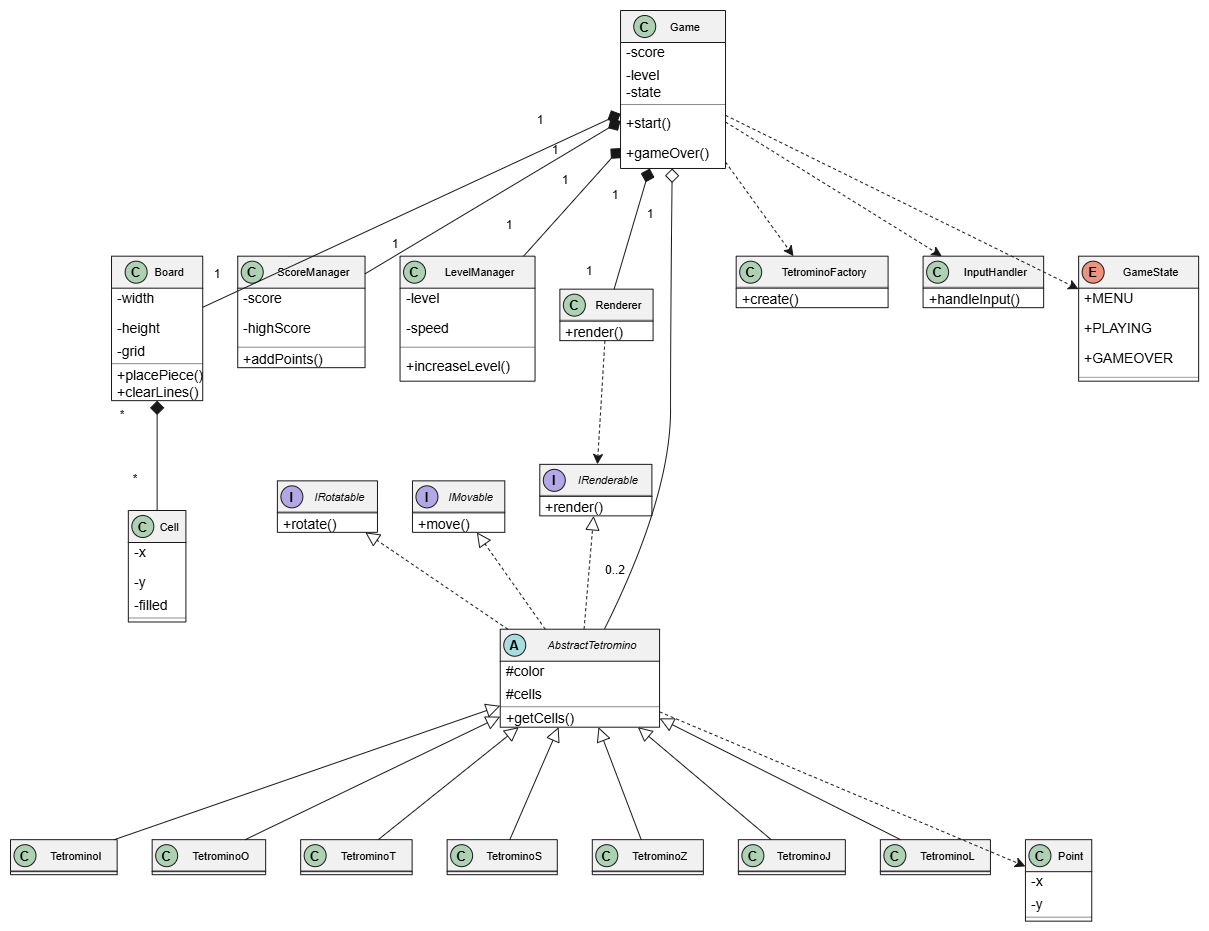 C Game
-score
-level
-state
+start()
+gameOver()
1
1
1
1
1
1
1
1
1
C Board
-width
-height
-grid
+placePiece()
+clearLines()
C ScoreManager
-score
-highScore
+addPoints()
C LevelManager
-level
-speed
+increaseLevel()
C Renderer
+render()
C TetrominoFactory
+create()
C InputHandler
+handleInput()
E GameState
+MENU
+PLAYING
+GAMEOVER
*
*
C Cell
-x
-y
-filled
I IRotatable
+rotate()
I IMovable
+move()
I IRenderable
+render()
0..2
A AbstractTetromino
#color
#cells
+getCells()
C TetrominoI
C TetrominoO
C TetrominoT
C TetrominoS
C TetrominoZ
C TetrominoJ
C TetrominoL
C Point
-x
-y